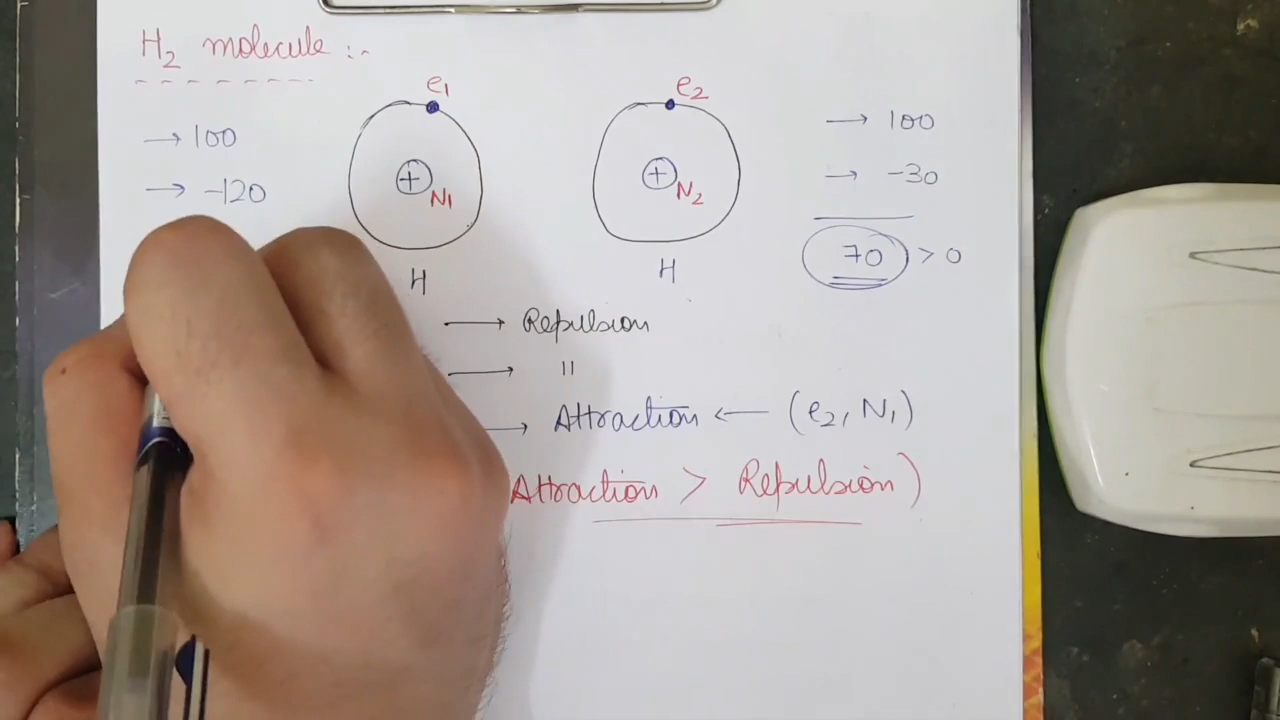 H2 molecule :-
e1 e2
→ 100 → 100
→ -120 + + → -30
N1 N2
70 > 0
H H
→ Repulsion
→ "
→ Attraction ← (e2, N1)
Attraction > Repulsion)